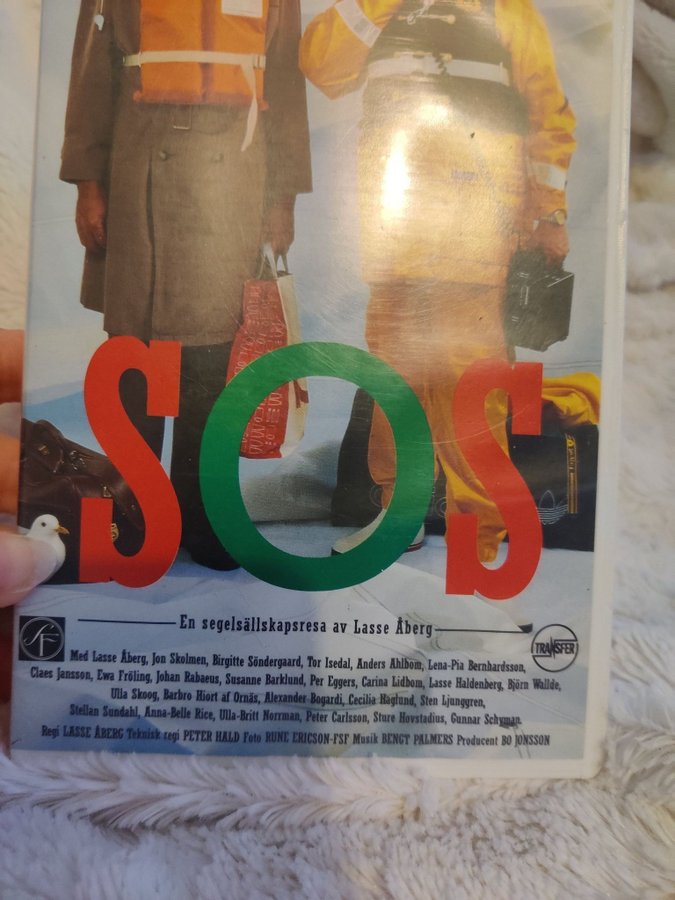 SOS
En segelsällskapsresa av Lasse Åberg
SF
TRANSFER
Med Lasse Åberg, Jon Skolmen, Birgitte Söndergaard, Tor Isedal, Anders Ahlbom, Lena-Pia Bernhardsson,
Claes Jansson, Ewa Fröling, Johan Rabaeus, Susanne Barklund, Per Eggers, Carina Lidbom, Lasse Haldenberg, Björn Wallde,
Ulla Skoog, Barbro Hiort af Ornäs, Alexander Bogardi, Cecilia Haglund, Sten Ljunggren,
Stellan Sundahl, Anna-Belle Rice, Ulla-Britt Norrman, Peter Carlsson, Sture Hovstadius, Gunnar Schyman.
Regi LASSE ÅBERG Teknisk regi PETER HALD Foto RUNE ERICSON-FSF Musik BENGT PALMERS Producent BO JONSSON